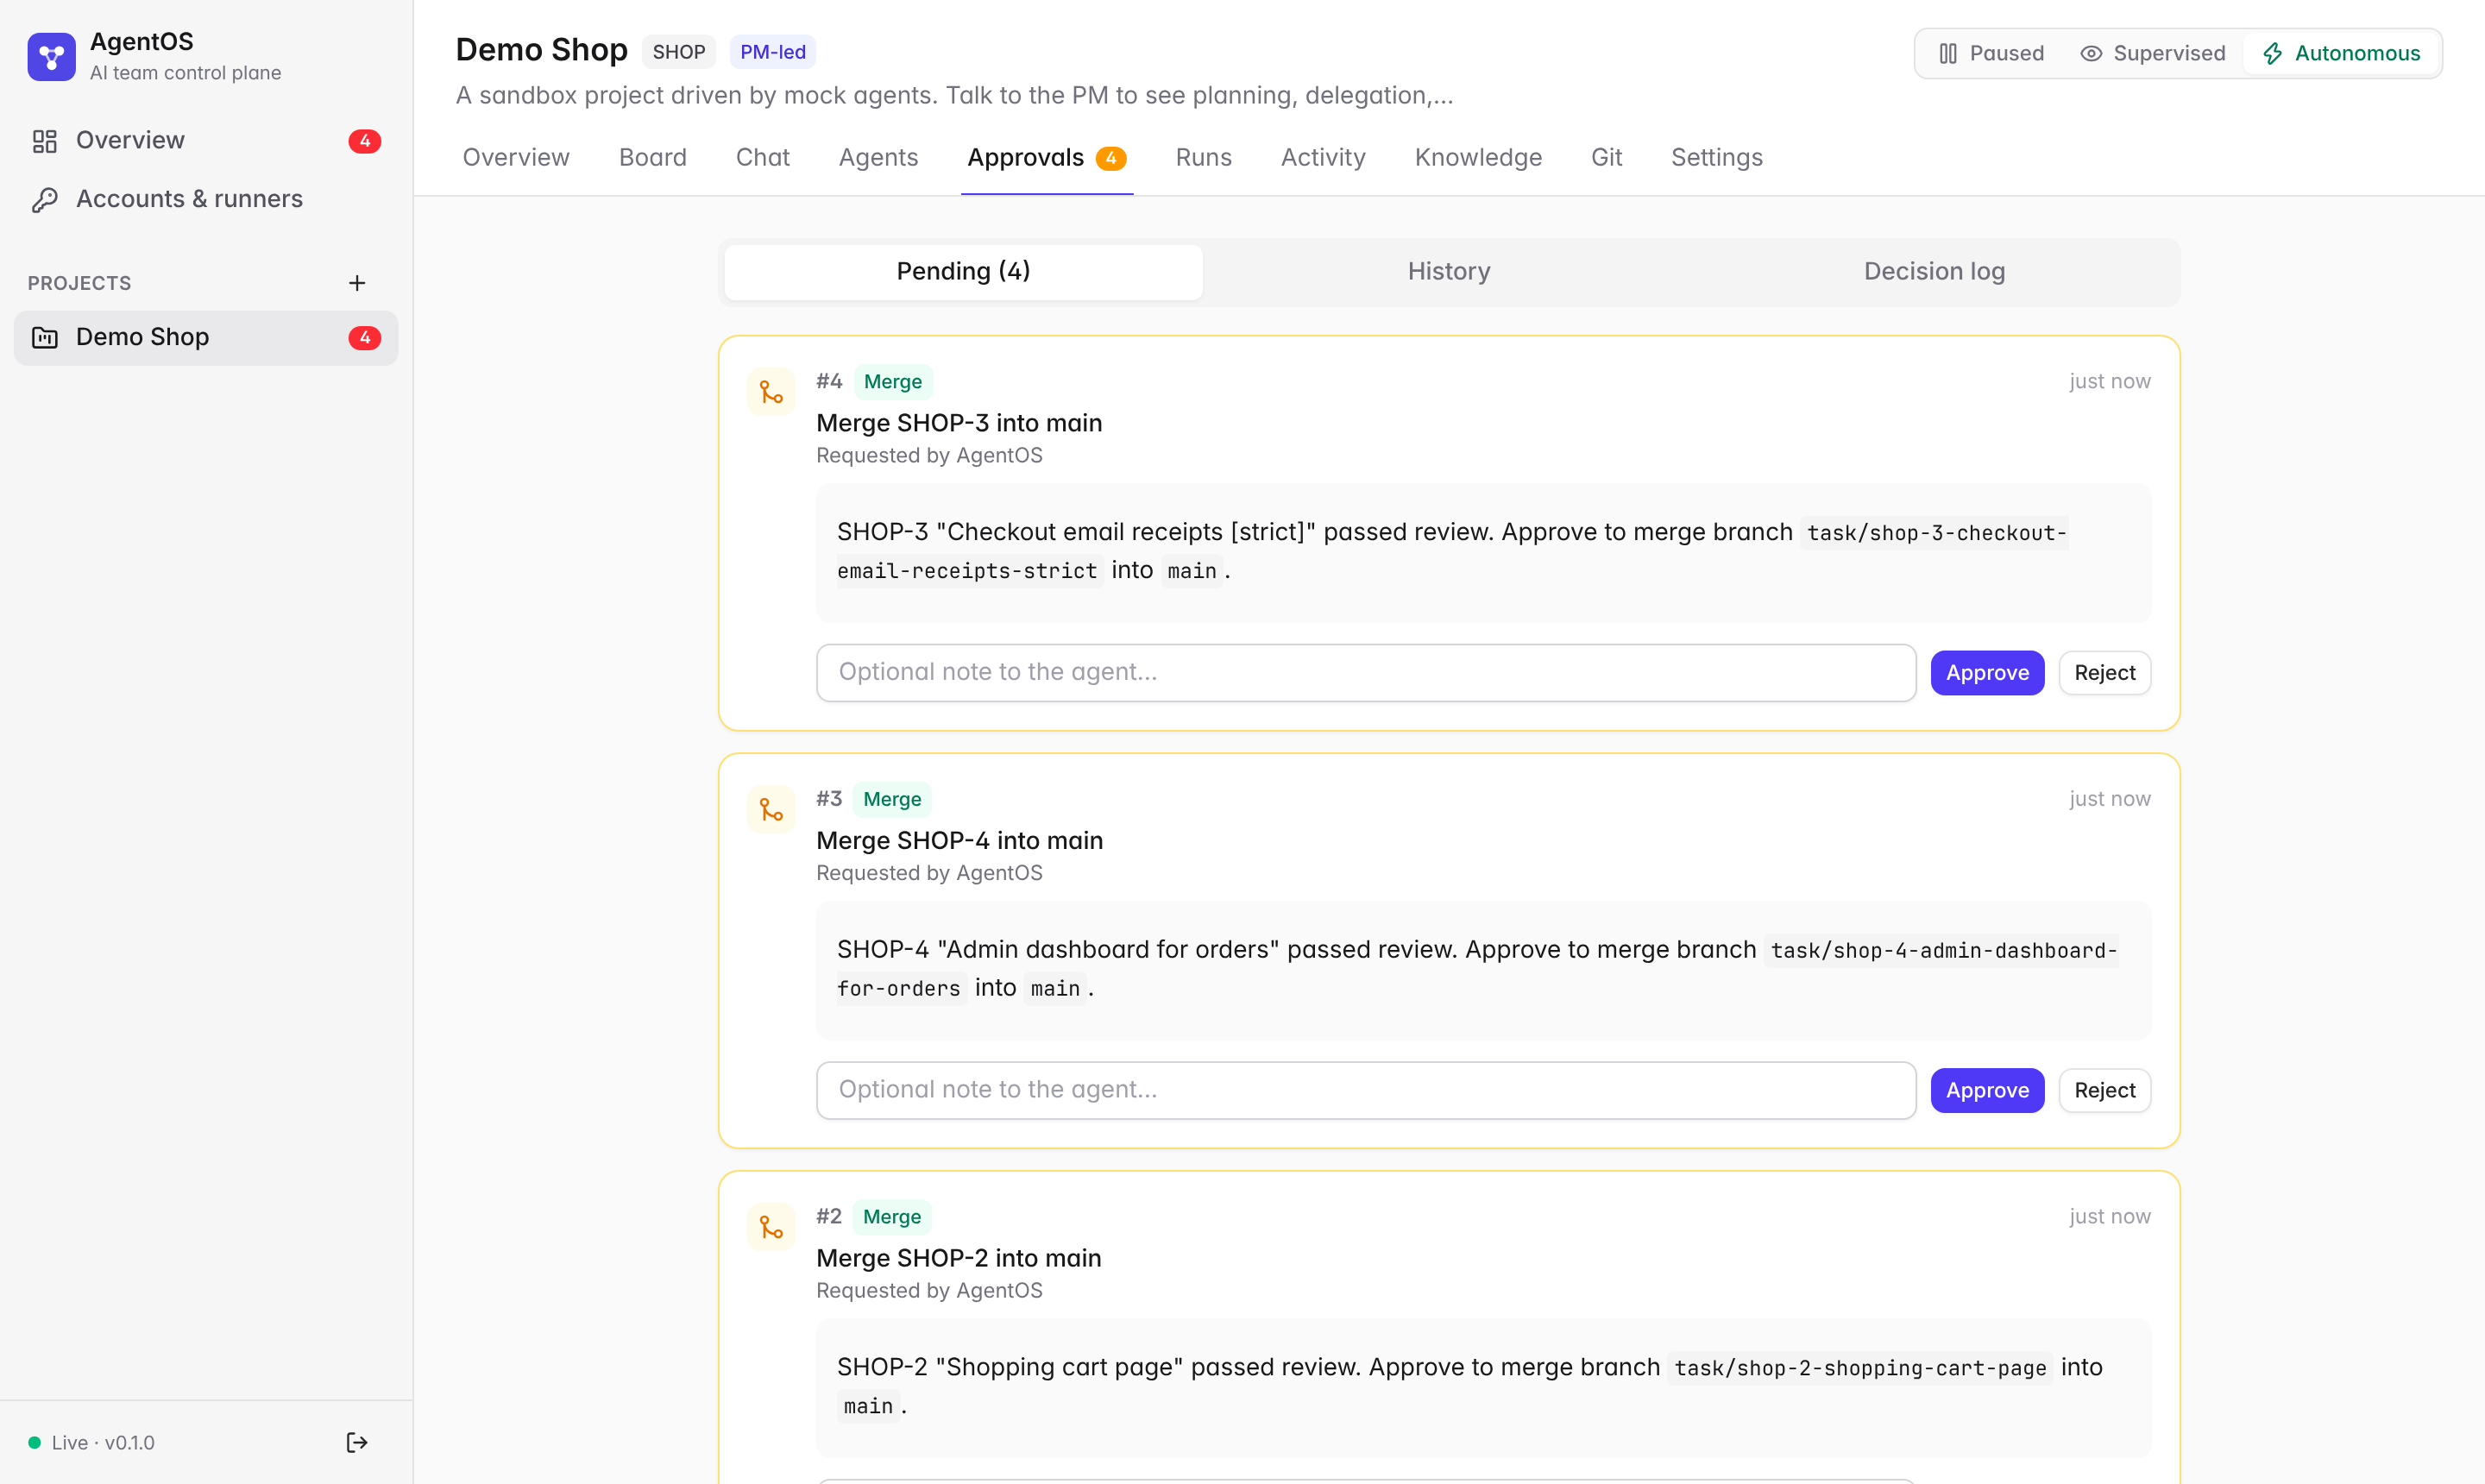 AgentOS
AI team control plane
Overview 4
Accounts & runners
PROJECTS
Demo Shop 4
Live · v0.1.0
Demo Shop SHOP PM-led
A sandbox project driven by mock agents. Talk to the PM to see planning, delegation,...
Paused Supervised Autonomous
Overview Board Chat Agents Approvals 4 Runs Activity Knowledge Git Settings
Pending (4) History Decision log
#4 Merge just now
Merge SHOP-3 into main
Requested by AgentOS
SHOP-3 "Checkout email receipts [strict]" passed review. Approve to merge branch task/shop-3-checkout-
email-receipts-strict into main.
Optional note to the agent... Approve Reject
#3 Merge just now
Merge SHOP-4 into main
Requested by AgentOS
SHOP-4 "Admin dashboard for orders" passed review. Approve to merge branch task/shop-4-admin-dashboard-
for-orders into main.
Optional note to the agent... Approve Reject
#2 Merge just now
Merge SHOP-2 into main
Requested by AgentOS
SHOP-2 "Shopping cart page" passed review. Approve to merge branch task/shop-2-shopping-cart-page into
main.